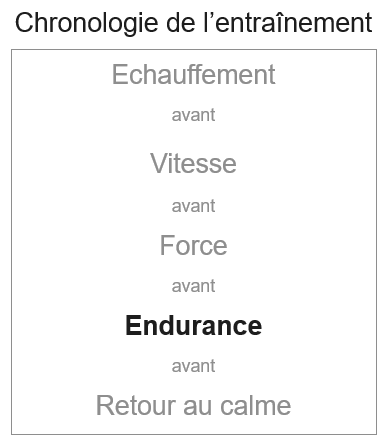 Chronologie de l’entraînement
Echauffement
avant
Vitesse
avant
Force
avant
Endurance
avant
Retour au calme